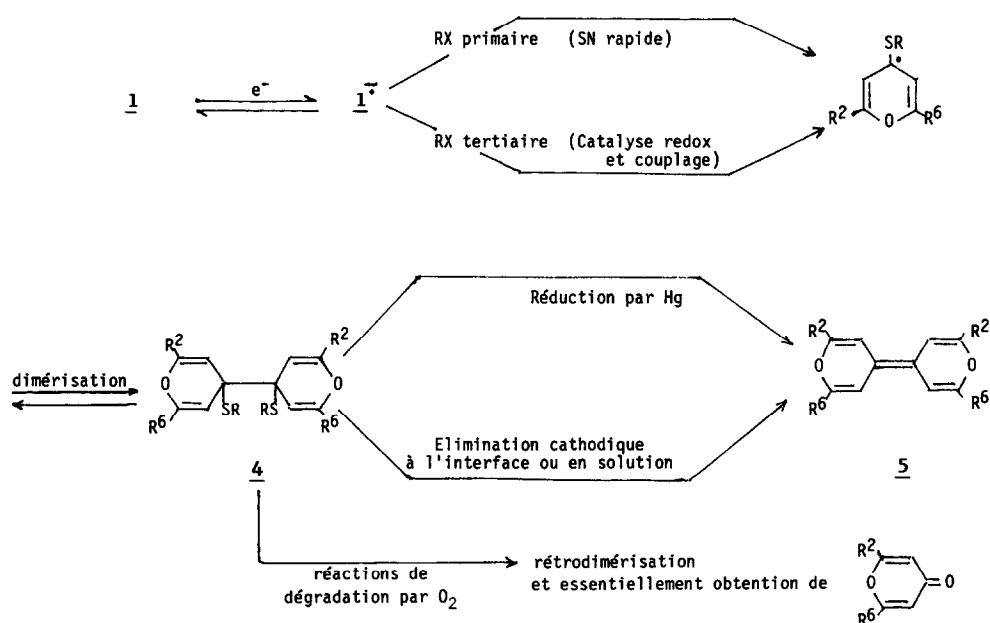 RX primaire (SN rapide)
SR
1 e⁻ 1⁻•
R² O R⁶
RX tertiaire (Catalyse redox
et couplage)
Réduction par Hg
R² R² R² R²
dimérisation O O O O
SR RS
R⁶ R⁶ R⁶ R⁶
Elimination cathodique
à l'interface ou en solution
4 5
réactions de
dégradation par O₂
rétrodimérisation
et essentiellement obtention de
R²
O O
R⁶